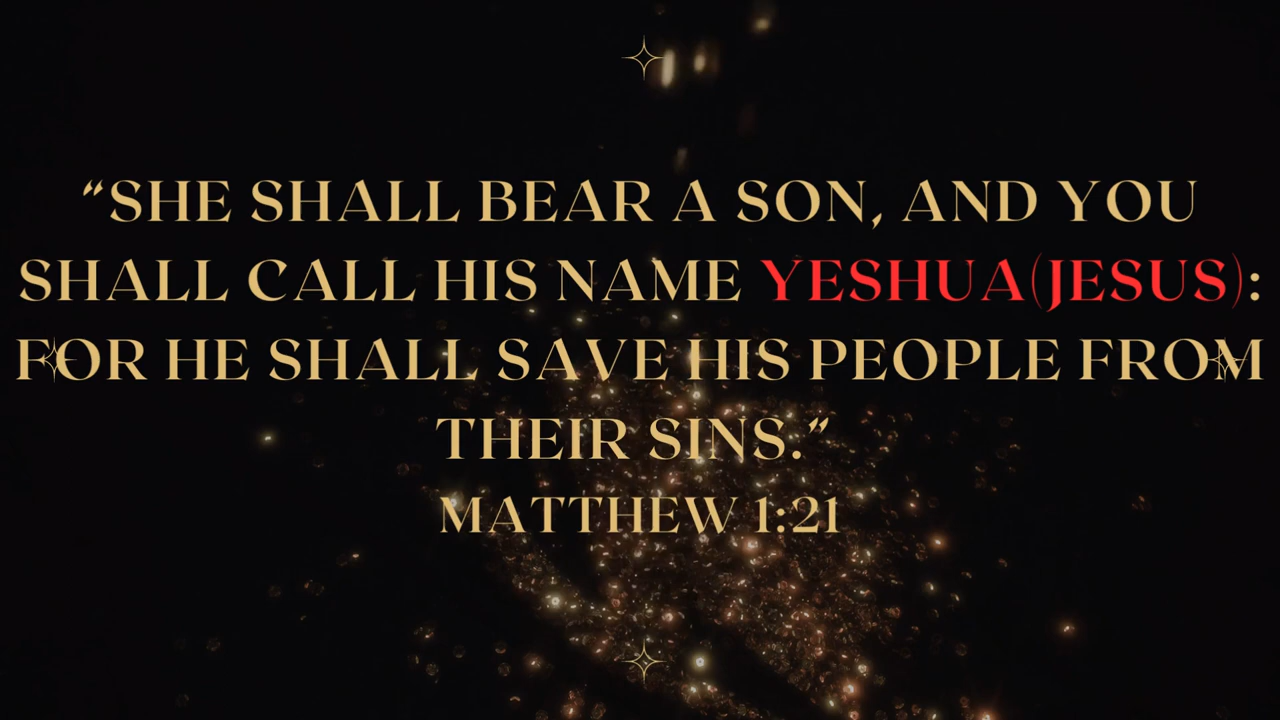 “SHE SHALL BEAR A SON, AND YOU
SHALL CALL HIS NAME YESHUA(JESUS):
FOR HE SHALL SAVE HIS PEOPLE FROM
THEIR SINS.”
MATTHEW 1:21